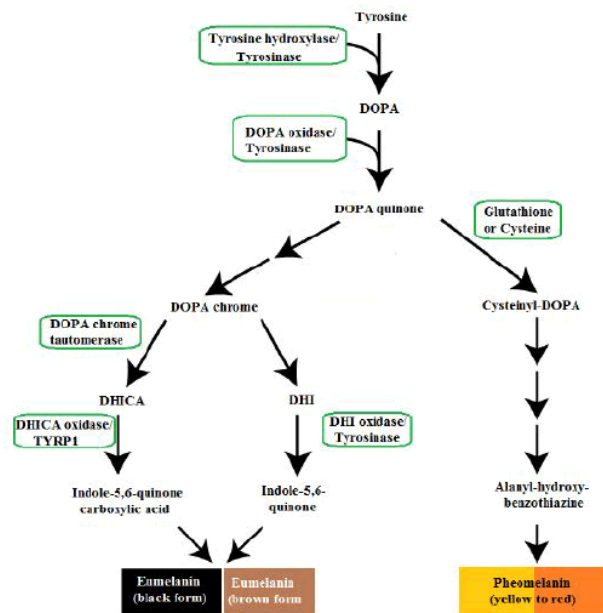 Tyrosine
Tyrosine hydroxylase/
Tyrosinase
DOPA
DOPA oxidase/
Tyrosinase
DOPA quinone
Glutathione
or Cysteine
DOPA chrome
Cysteinyl-DOPA
DOPA chrome
tautomerase
DHICA
DHI
DHICA oxidase/
TYRP1
DHI oxidase/
Tyrosinase
Indole-5,6-quinone
carboxylic acid
Indole-5,6-
quinone
Alanyl-hydroxy-
benzothiazine
Eumelanin
(black form)
Eumelanin
(brown form
Pheomelanin
(yellow to red)